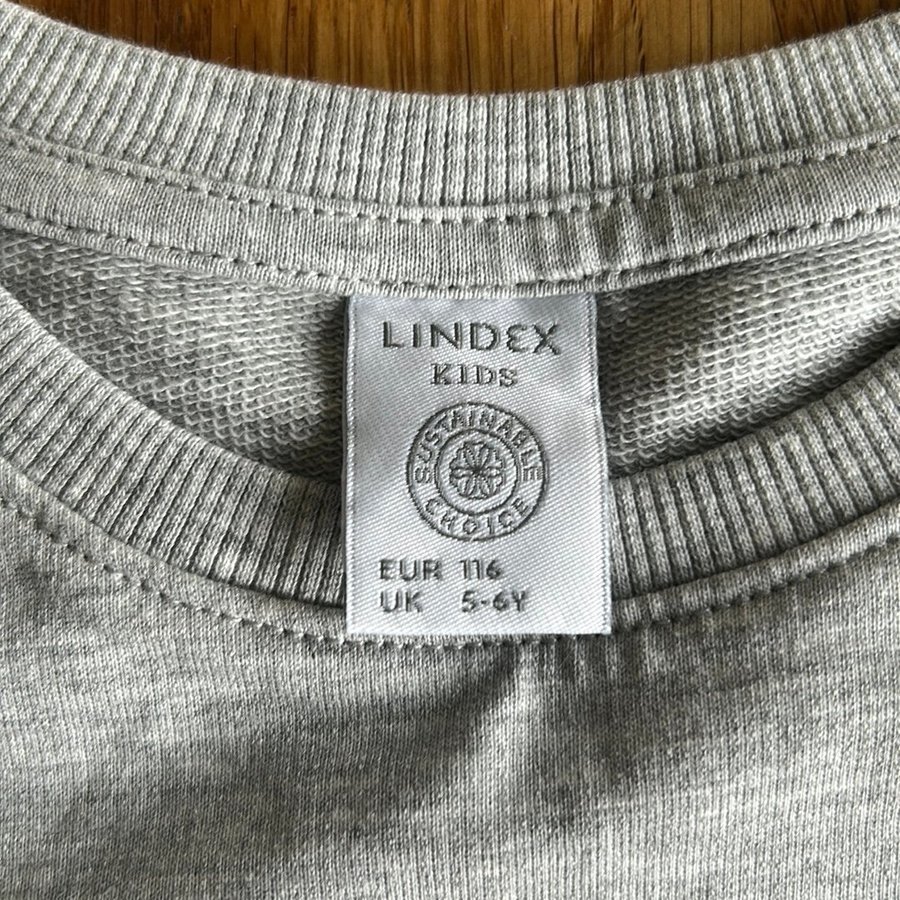 LINDEX
KIDS
SUSTAINABLE
CHOICE
EUR 116
UK 5-6Y